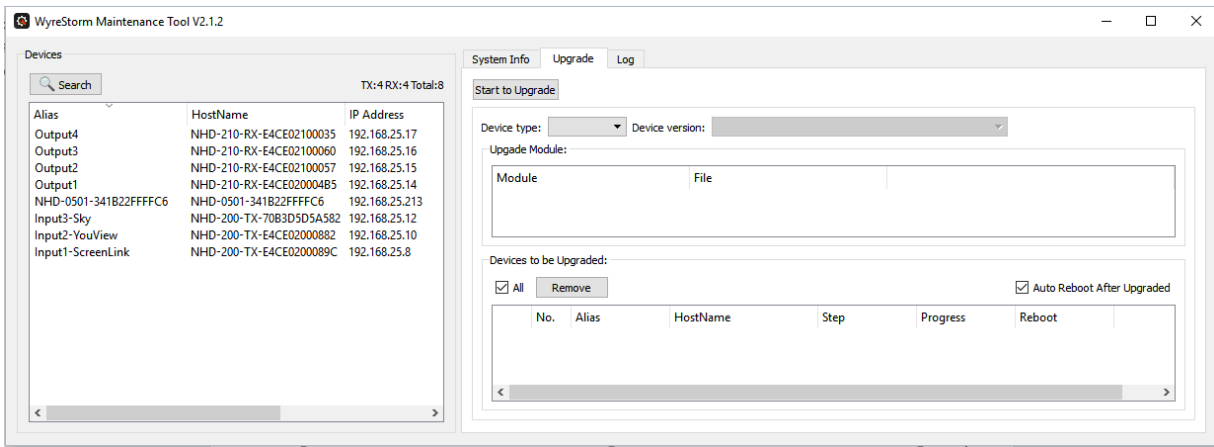 WyreStorm Maintenance Tool V2.1.2
Devices
Search TX:4 RX:4 Total:8
Alias HostName IP Address
Output4 NHD-210-RX-E4CE02100035 192.168.25.17
Output3 NHD-210-RX-E4CE02100060 192.168.25.16
Output2 NHD-210-RX-E4CE02100057 192.168.25.15
Output1 NHD-210-RX-E4CE020004B5 192.168.25.14
NHD-0501-341B22FFFFC6 NHD-0501-341B22FFFFC6 192.168.25.213
Input3-Sky NHD-200-TX-70B3D5D5A582 192.168.25.12
Input2-YouView NHD-200-TX-E4CE02000882 192.168.25.10
Input1-ScreenLink NHD-200-TX-E4CE0200089C 192.168.25.8
System Info Upgrade Log
Start to Upgrade
Device type: Device version:
Upgade Module:
Module File
Devices to be Upgraded:
All Remove Auto Reboot After Upgraded
No. Alias HostName Step Progress Reboot